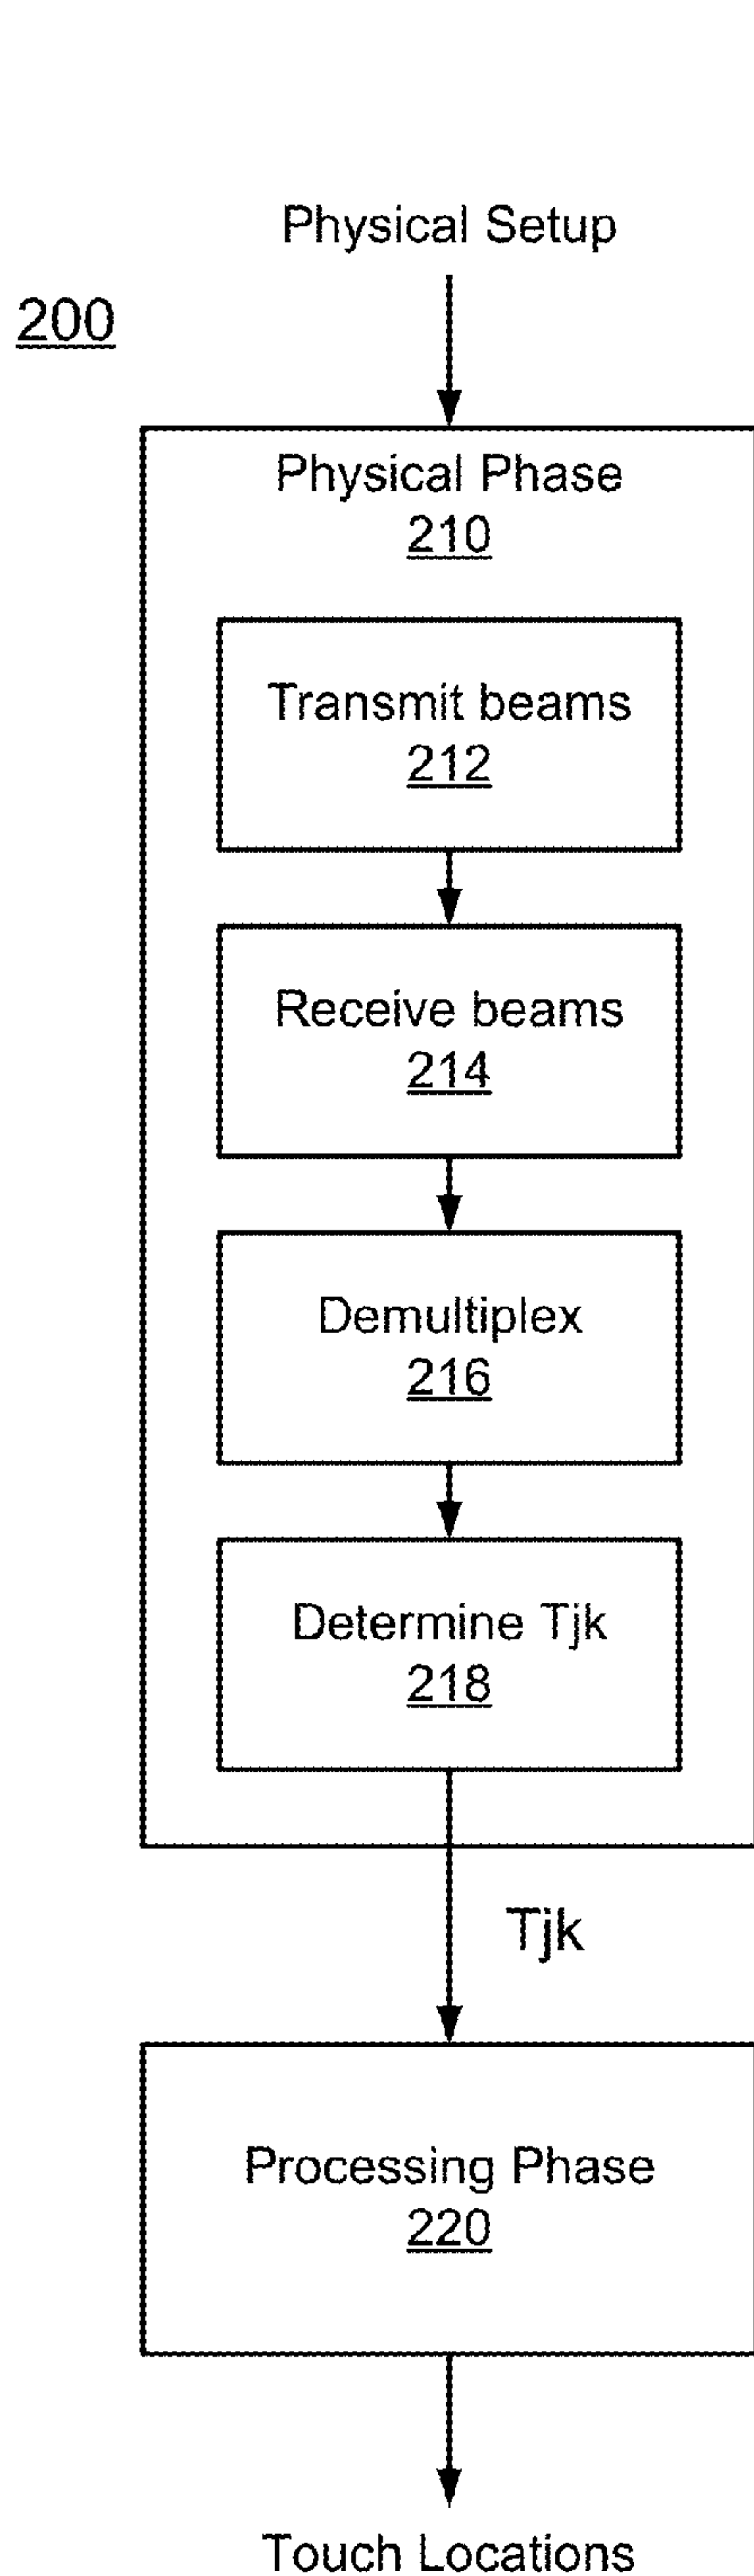 Physical Setup
200
Physical Phase
210
Transmit beams
212
Receive beams
214
Demultiplex
216
Determine Tjk
218
Tjk
Processing Phase
220
Touch Locations